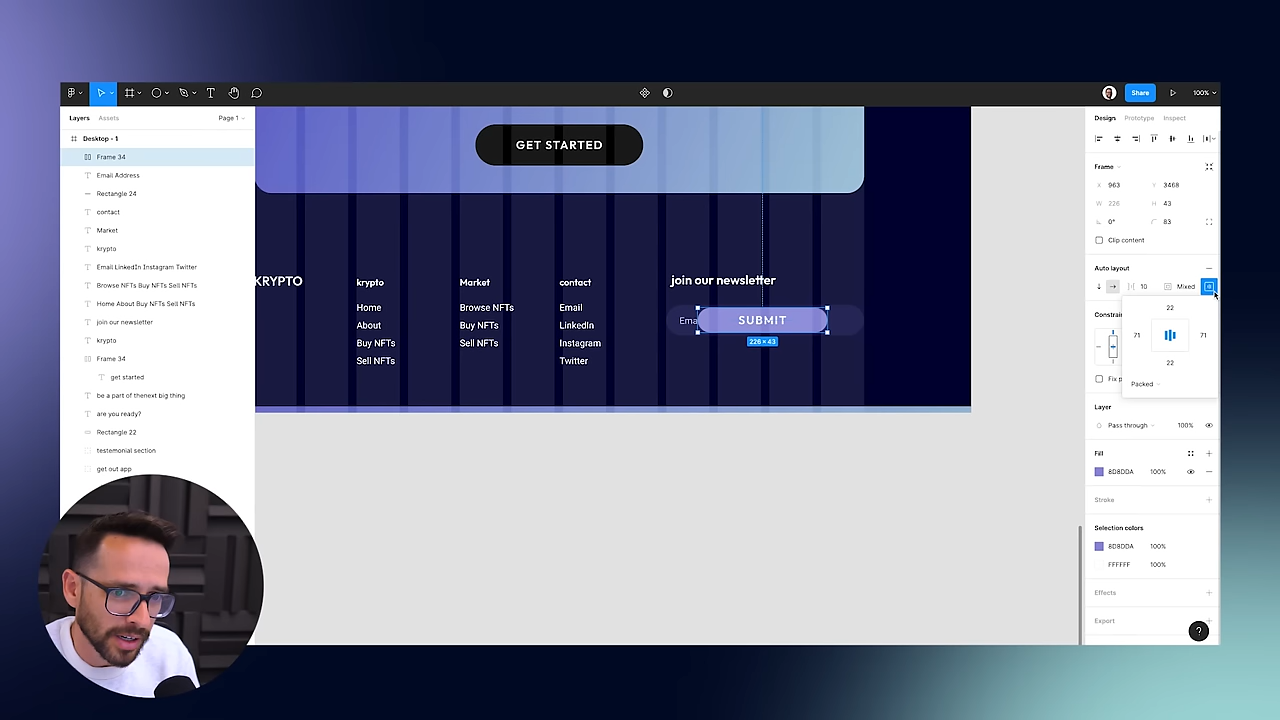 Share
100%
Layers
Assets
Page 1
Desktop - 1
Frame 34
Email Address
Rectangle 24
contact
Market
krypto
Email LinkedIn Instagram Twitter
Browse NFTs Buy NFTs Sell NFTs
Home About Buy NFTs Sell NFTs
join our newsletter
krypto
Frame 34
get started
be a part of thenext big thing
are you ready?
Rectangle 22
testemonial section
get out app
GET STARTED
KRYPTO
krypto
Home
About
Buy NFTs
Sell NFTs
Market
Browse NFTs
Buy NFTs
Sell NFTs
contact
Email
LinkedIn
Instagram
Twitter
join our newsletter
Ema
SUBMIT
226 × 43
Design
Prototype
Inspect
Frame
X 963 Y 3468
W 226 H 43
0° 83
Clip content
Auto layout
10 Mixed
22
71 71
22
Packed
Constra
Fix p
Layer
Pass through 100%
Fill
8D8DDA 100%
Stroke
Selection colors
8D8DDA 100%
FFFFFF 100%
Effects
Export
?